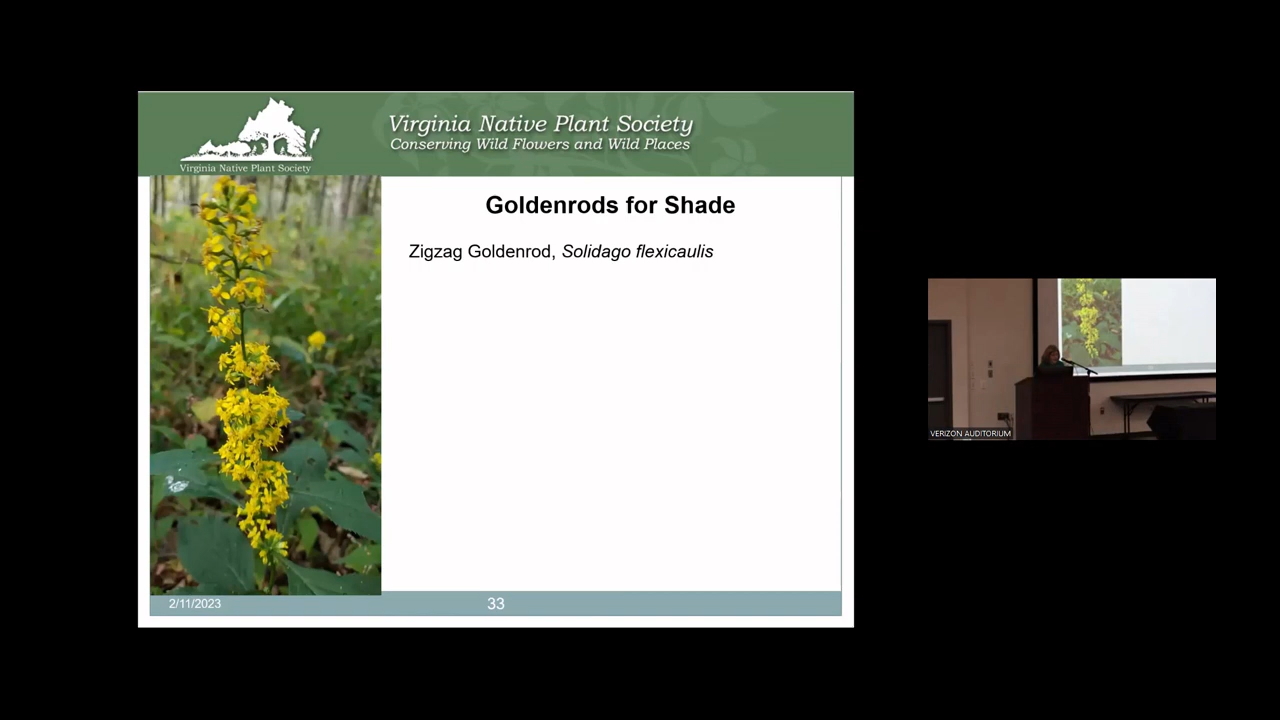 Virginia Native Plant Society
Conserving Wild Flowers and Wild Places
Virginia Native Plant Society
Goldenrods for Shade
Zigzag Goldenrod, Solidago flexicaulis
2/11/2023
33
VERIZON AUDITORIUM